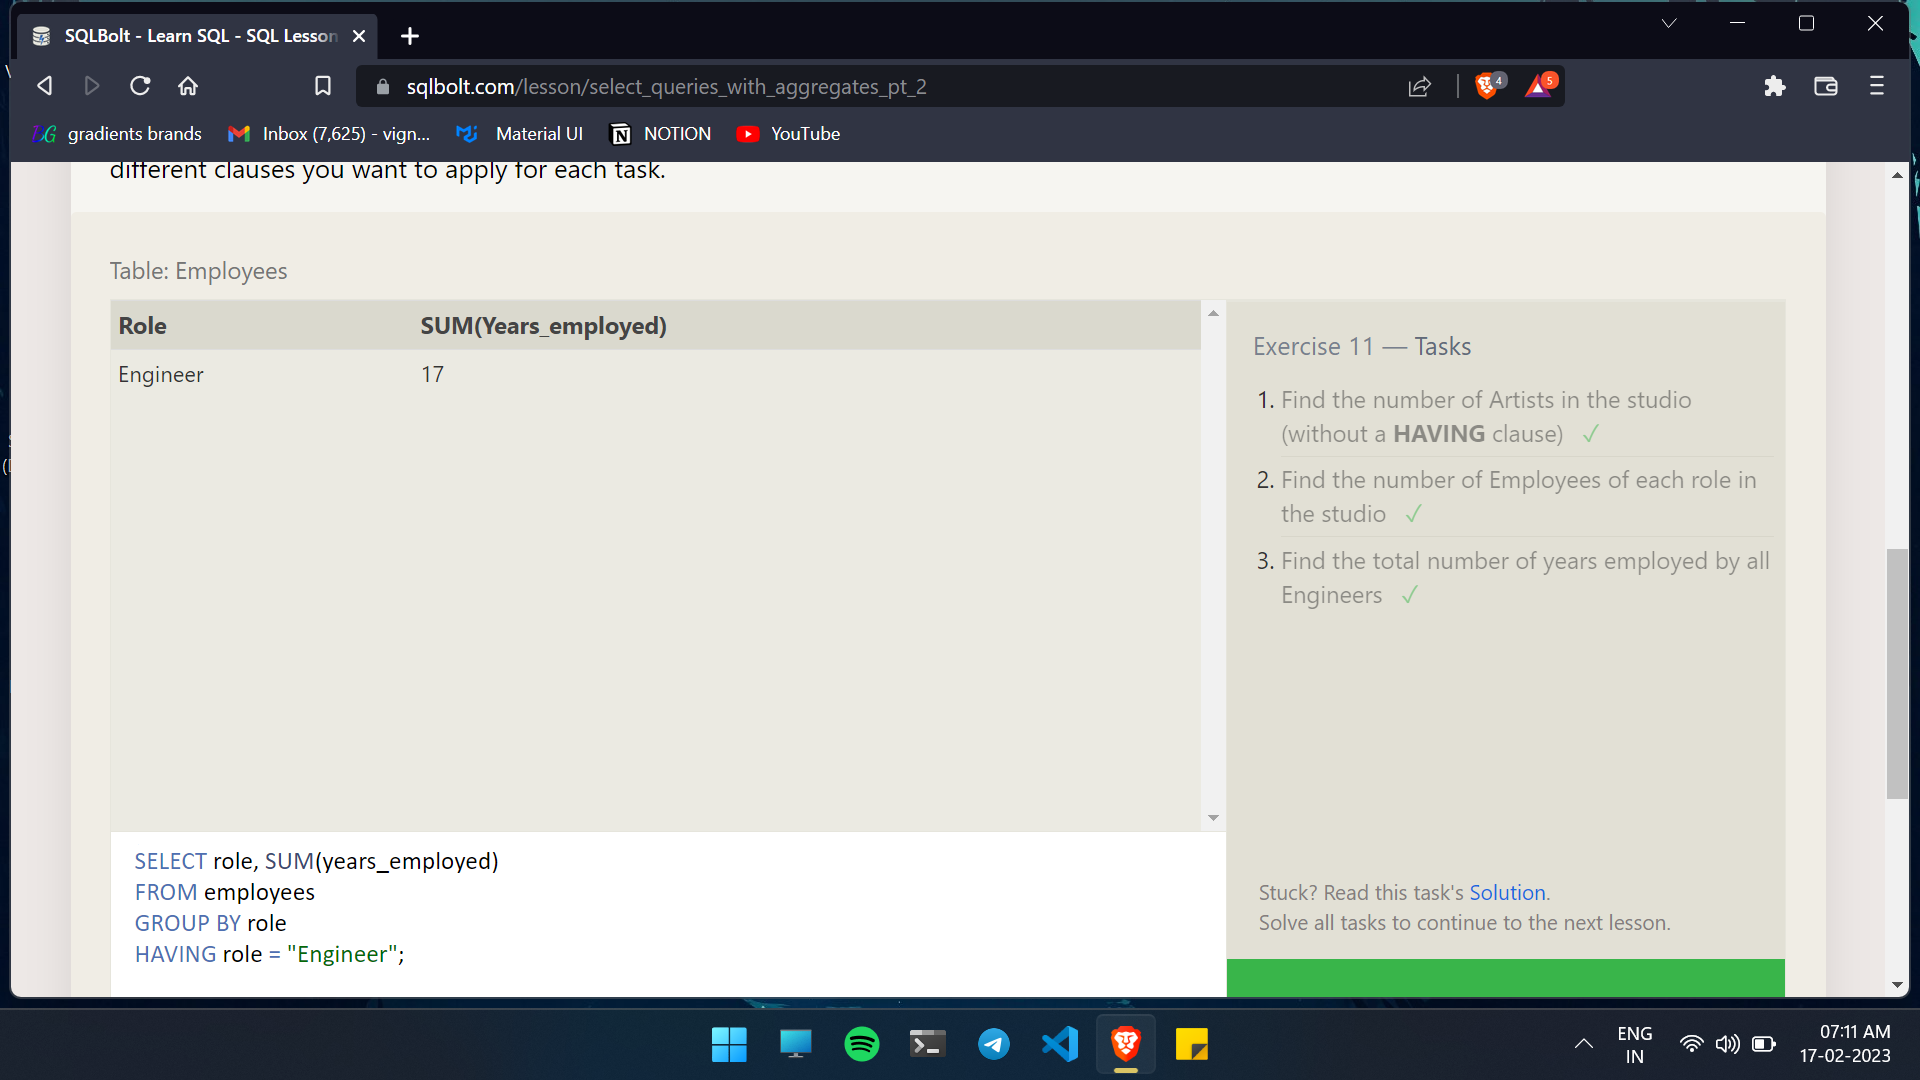 SQLBolt - Learn SQL - SQL Lesson
sqlbolt.com/lesson/select_queries_with_aggregates_pt_2
4
5
gradients brands
Inbox (7,625) - vign...
Material UI
NOTION
YouTube
different clauses you want to apply for each task.
Table: Employees
Role SUM(Years_employed)
Engineer 17
Exercise 11 — Tasks
1. Find the number of Artists in the studio
(without a HAVING clause) ✓
2. Find the number of Employees of each role in
the studio ✓
3. Find the total number of years employed by all
Engineers ✓
SELECT role, SUM(years_employed)
FROM employees
GROUP BY role
HAVING role = "Engineer";
Stuck? Read this task's Solution.
Solve all tasks to continue to the next lesson.
ENG
IN
07:11 AM
17-02-2023